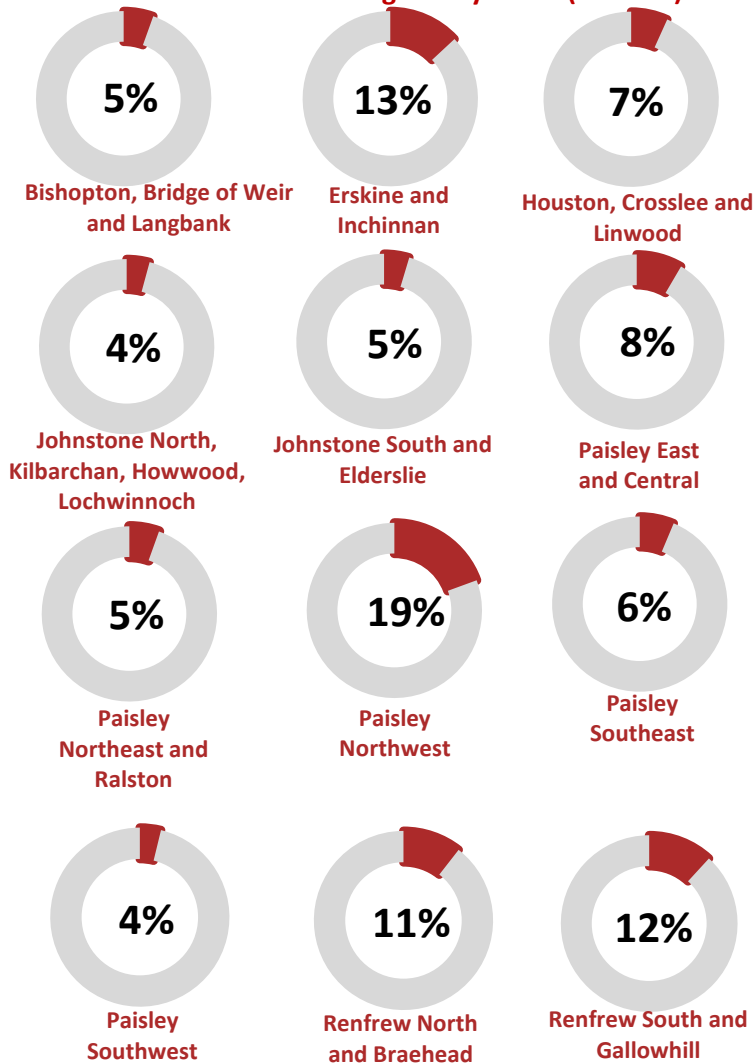 5%
13%
7%
Bishopton, Bridge of Weir
and Langbank
Erskine and
Inchinnan
Houston, Crosslee and
Linwood
4%
5%
8%
Johnstone North,
Kilbarchan, Howwood,
Lochwinnoch
Johnstone South and
Elderslie
Paisley East
and Central
5%
19%
6%
Paisley
Northeast and
Ralston
Paisley
Northwest
Paisley
Southeast
4%
11%
12%
Paisley
Southwest
Renfrew North
and Braehead
Renfrew South and
Gallowhill